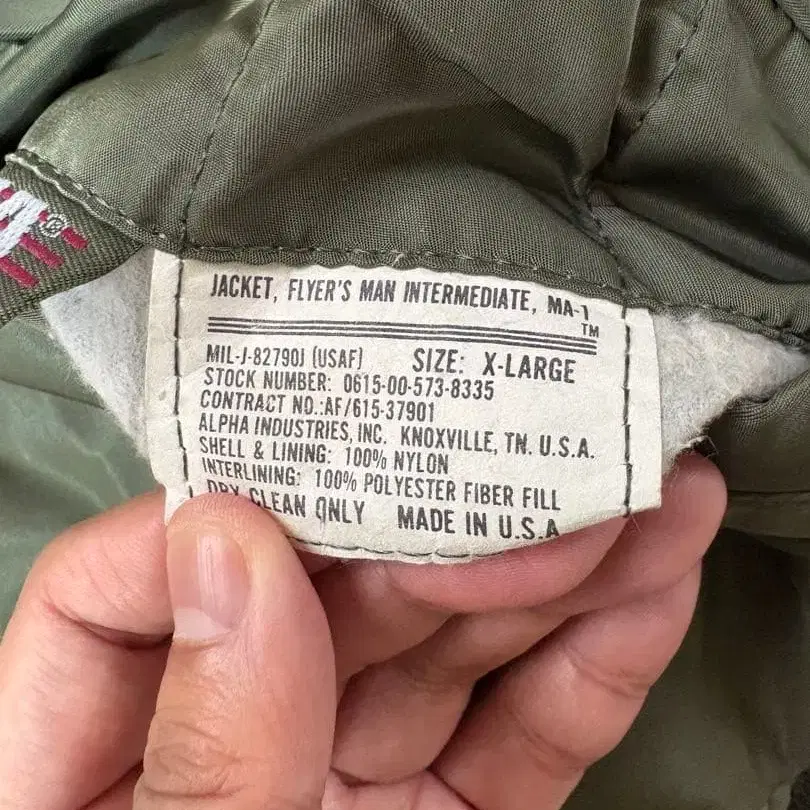 JACKET, FLYER'S MAN INTERMEDIATE, MA-1
TM
MIL-J-82790J (USAF) SIZE: X-LARGE
STOCK NUMBER: 0615-00-573-8335
CONTRACT NO.:AF/615-37901
ALPHA INDUSTRIES, INC. KNOXVILLE, TN. U.S.A.
SHELL & LINING: 100% NYLON
INTERLINING: 100% POLYESTER FIBER FILL
DRY CLEAN ONLY MADE IN U.S.A
®